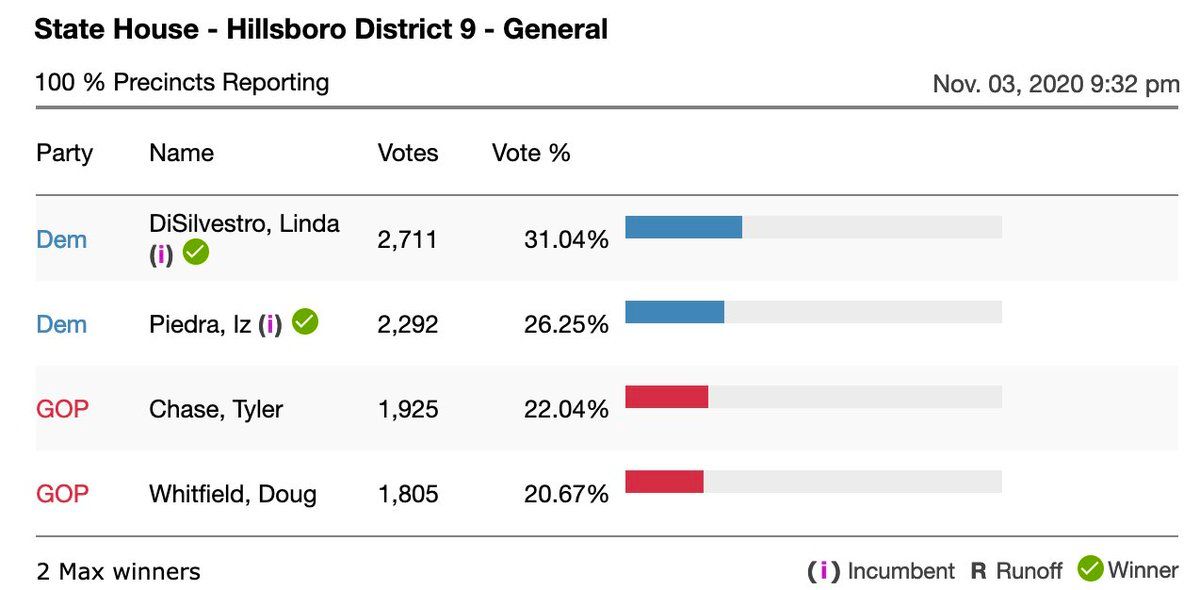 State House - Hillsboro District 9 - General
100 % Precincts Reporting Nov. 03, 2020 9:32 pm
Party Name Votes Vote %
Dem DiSilvestro, Linda (i) 2,711 31.04%
Dem Piedra, Iz (i) 2,292 26.25%
GOP Chase, Tyler 1,925 22.04%
GOP Whitfield, Doug 1,805 20.67%
2 Max winners (i) Incumbent R Runoff Winner